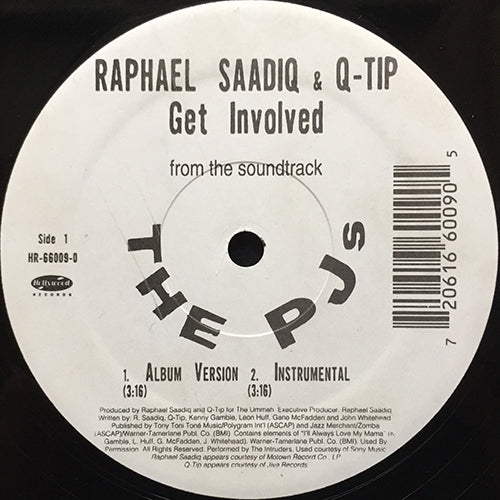 RAPHAEL SAADIQ & Q-TIP
Get Involved
from the soundtrack
THE PJs
Side 1
HR-66009-0
Hollywood
RECORDS
7 20616 60090 5
1. ALBUM VERSION 2. INSTRUMENTAL
(3:16) (3:16)
Produced by Raphael Saadiq and Q-Tip for The Ummah. Executive Producer. Raphael Saadiq
Written by: R. Saadiq, Q-Tip, Kenny Gamble, Leon Huff, Gene McFadden and John Whitehead
Published by Tony Toni Toné Music/Polygram Int'l (ASCAP) and Jazz Merchant/Zomba
(ASCAP)/Warner-Tamerlane Publ. Co. (BMI) Contains elements of "I'll Always Love My Mama" (K.
Gamble, L. Huff, G. McFadden, J. Whitehead). Warner-Tamerlane Publ. Co. (BMI). Used By
Permission. All Rights Reserved. Performed by The Intruders. Used courtesy of Sony Music
Raphael Saadiq appears courtesy of Motown Record Co., LP
Q-Tip appears courtesy of Jive Records